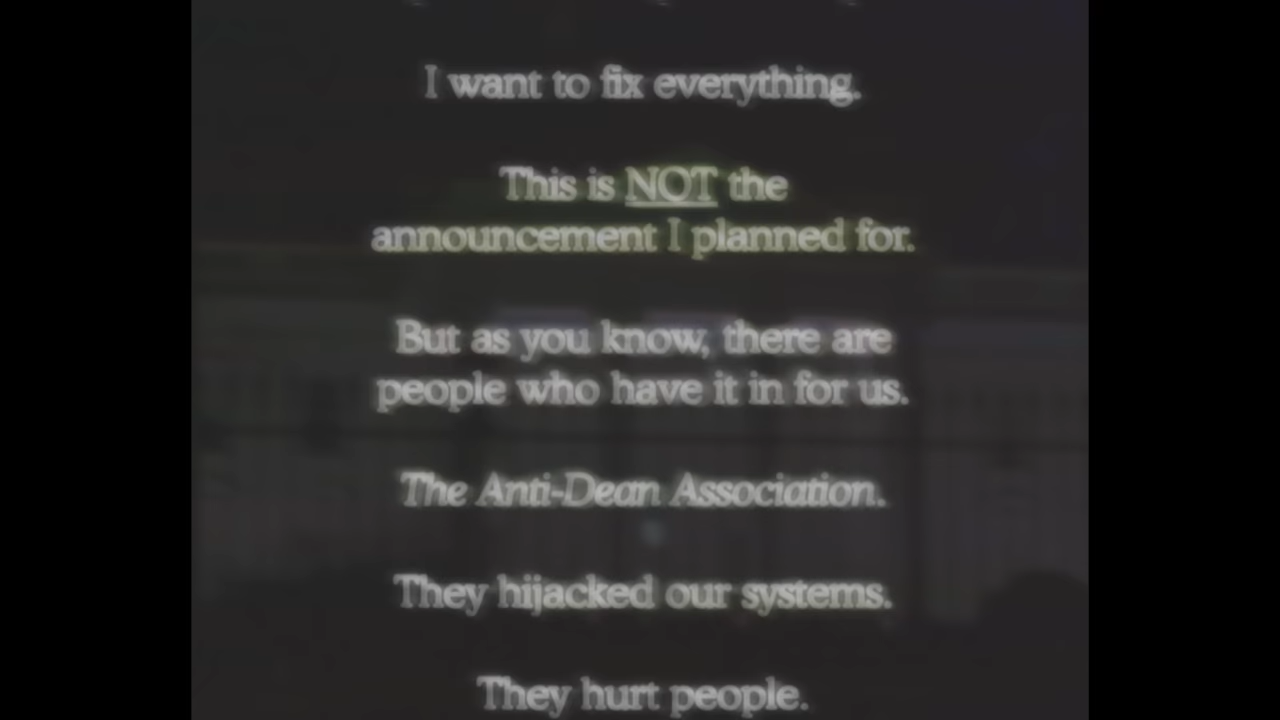 I want to fix everything.
This is NOT the
announcement I planned for.
But as you know, there are
people who have it in for us.
The Anti-Dean Association.
They hijacked our systems.
They hurt people.